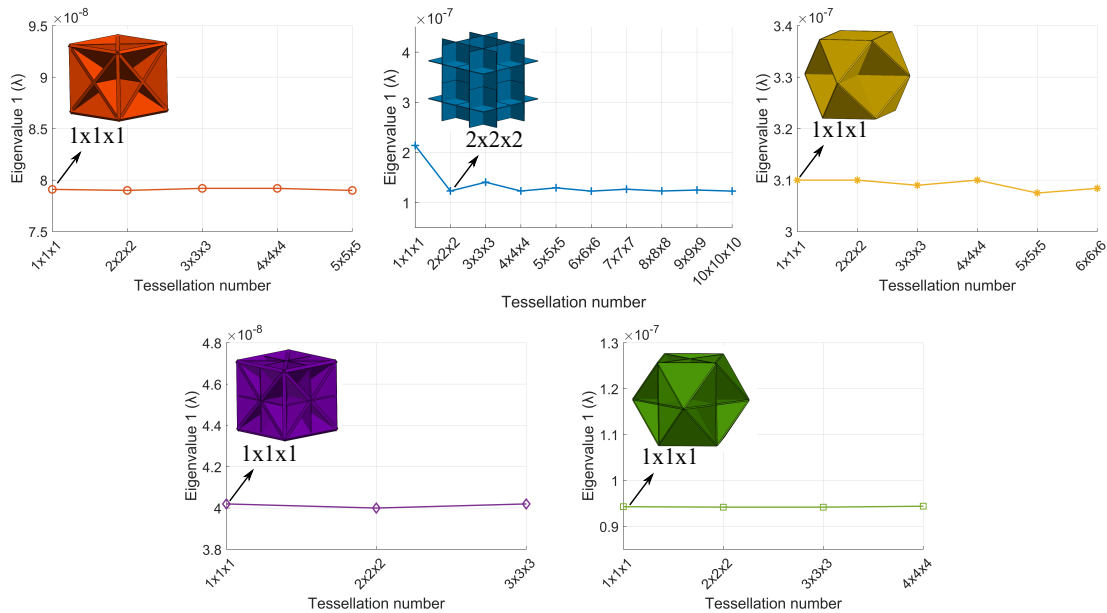 ×10⁻⁸
9.5
9
8.5
8
7.5
Eigenvalue 1 (λ)
1x1x1
1x1x1
2x2x2
3x3x3
4x4x4
5x5x5
Tessellation number
×10⁻⁷
4
3
2
1
Eigenvalue 1 (λ)
2x2x2
1x1x1
2x2x2
3x3x3
4x4x4
5x5x5
6x6x6
7x7x7
8x8x8
9x9x9
10x10x10
Tessellation number
×10⁻⁷
3.4
3.3
3.2
3.1
3
Eigenvalue 1 (λ)
1x1x1
1x1x1
2x2x2
3x3x3
4x4x4
5x5x5
6x6x6
Tessellation number
×10⁻⁸
4.8
4.6
4.4
4.2
4
3.8
Eigenvalue 1 (λ)
1x1x1
1x1x1
2x2x2
3x3x3
Tessellation number
×10⁻⁷
1.3
1.2
1.1
1
0.9
Eigenvalue 1 (λ)
1x1x1
1x1x1
2x2x2
3x3x3
4x4x4
Tessellation number